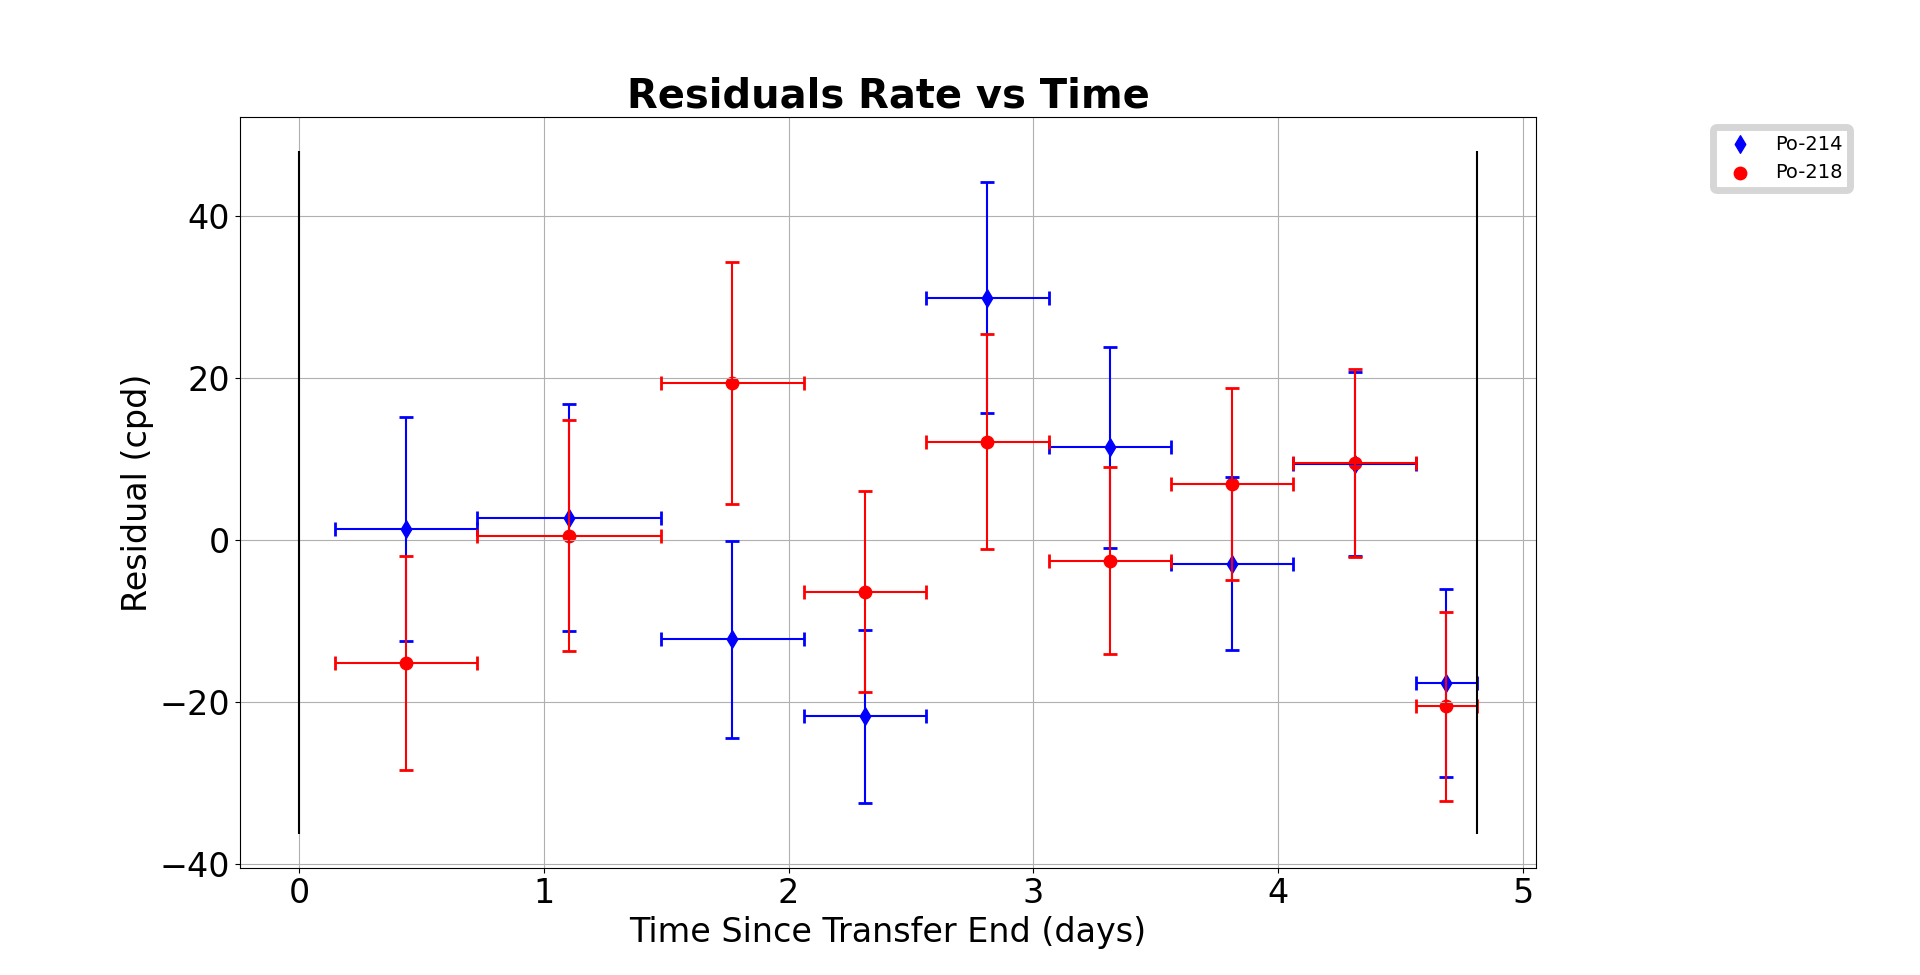 Residuals Rate vs Time
Po-214
Po-218
Residual (cpd)
40
20
0
−20
−40
0 1 2 3 4 5
Time Since Transfer End (days)